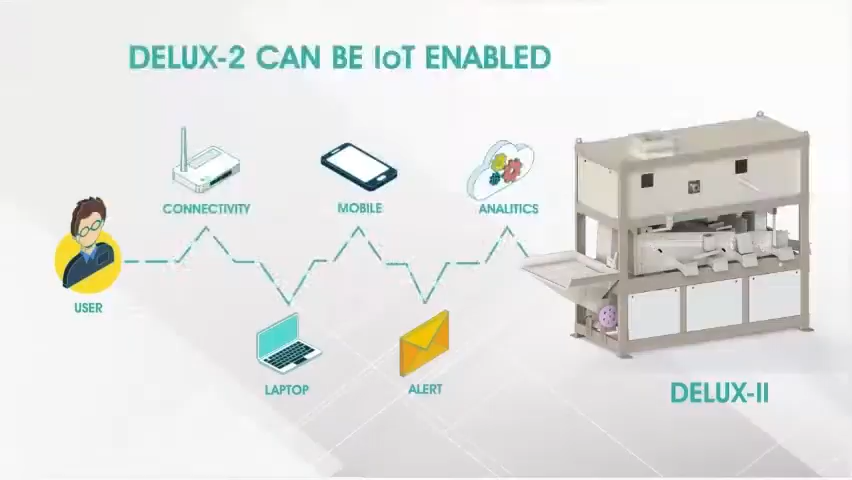 DELUX-2 CAN BE IoT ENABLED
CONNECTIVITY
MOBILE
ANALITICS
USER
LAPTOP
ALERT
DELUX-II